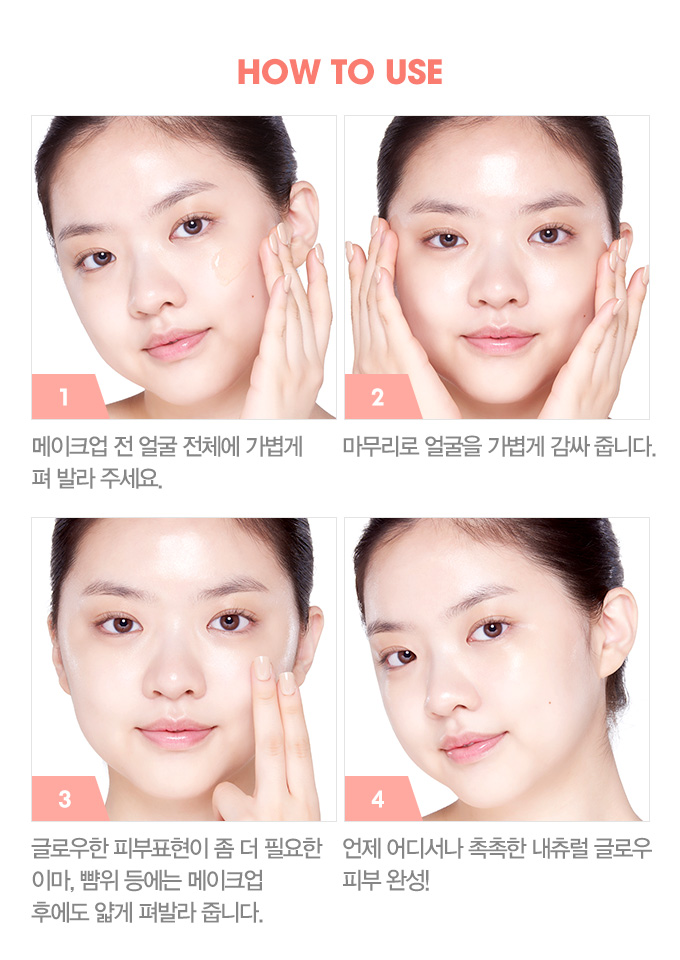 HOW TO USE
1
메이크업 전 얼굴 전체에 가볍게
펴 발라 주세요.
2
마무리로 얼굴을 가볍게 감싸 줍니다.
3
글로우한 피부표현이 좀 더 필요한
이마, 뺨위 등에는 메이크업
후에도 얇게 펴발라 줍니다.
4
언제 어디서나 촉촉한 내츄럴 글로우
피부 완성!